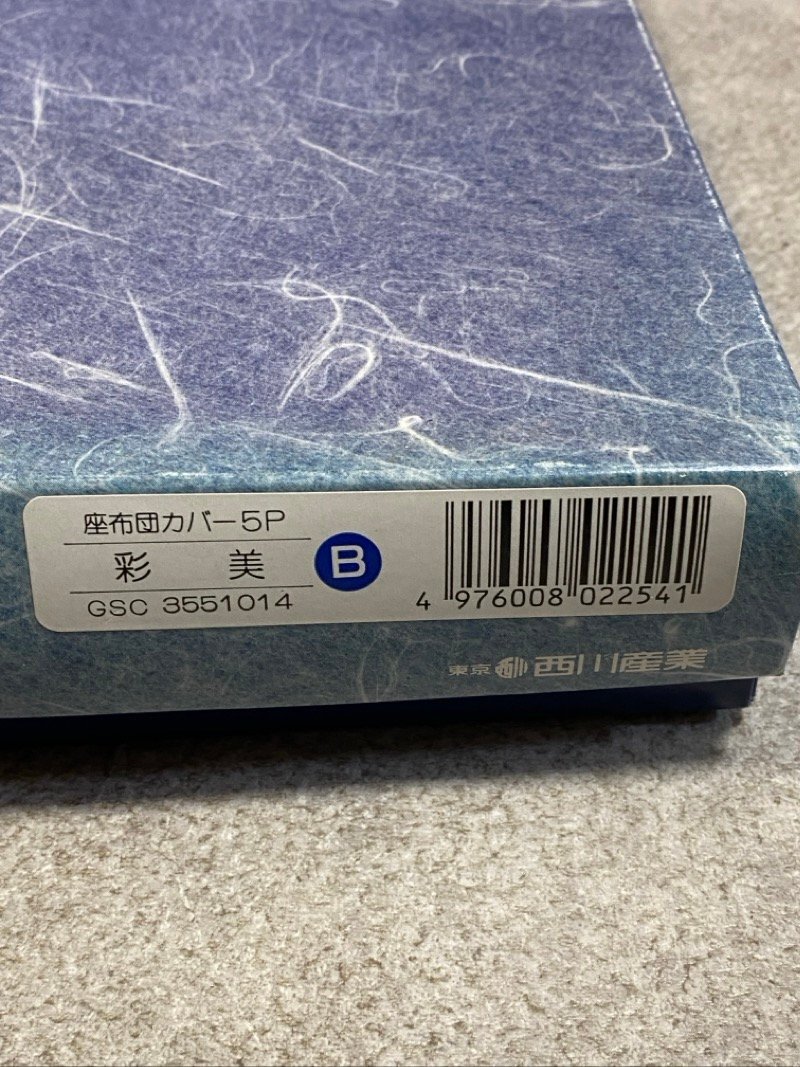 座布団カバー5P
彩 美
B
GSC 3551014
4 976008 022541
東京 西川産業